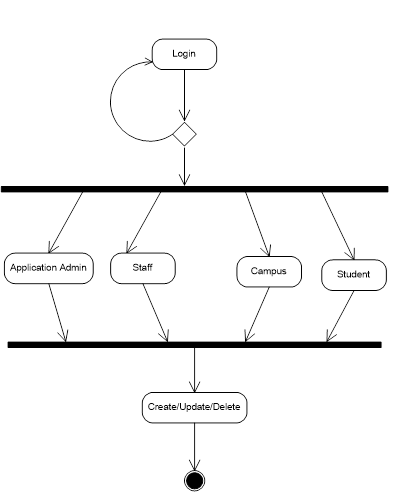 Login
Application Admin
Staff
Campus
Student
Create/Update/Delete